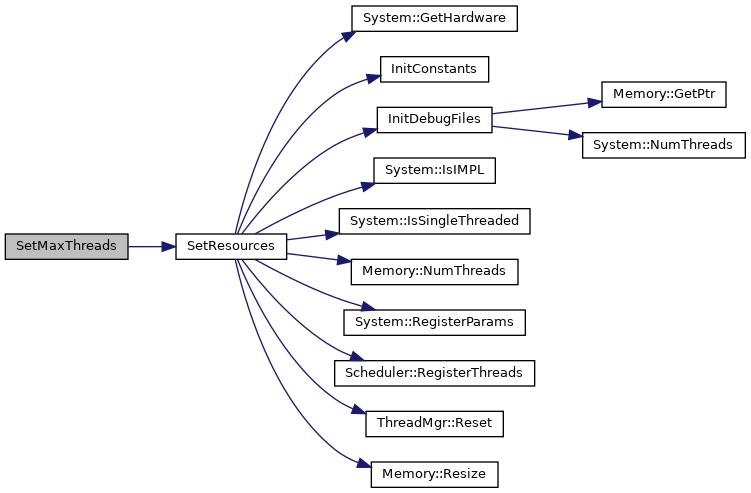 System::GetHardware
InitConstants
Memory::GetPtr
InitDebugFiles
System::NumThreads
System::IsIMPL
System::IsSingleThreaded
SetMaxThreads
SetResources
Memory::NumThreads
System::RegisterParams
Scheduler::RegisterThreads
ThreadMgr::Reset
Memory::Resize